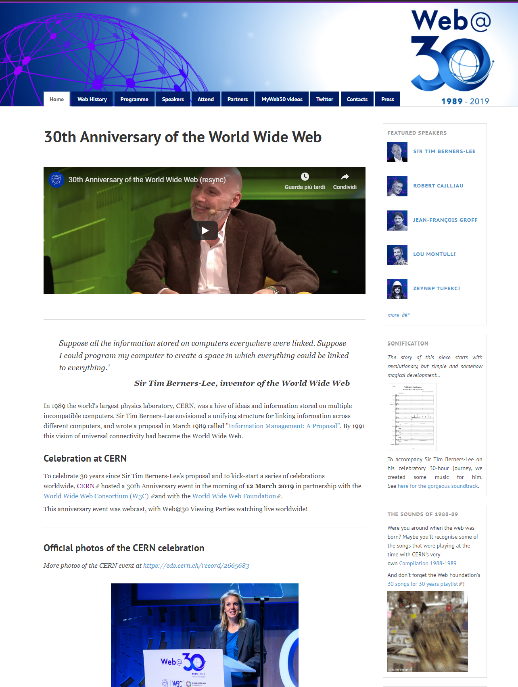 Web@
30
1989 - 2019
Home
Web History
Programme
Speakers
Attend
Partners
MyWeb30 videos
Twitter
Contacts
Press
30th Anniversary of the World Wide Web
30th Anniversary of the World Wide Web (resync)
Guarda più tardi
Condividi
Suppose all the information stored on computers everywhere were linked. Suppose
I could program my computer to create a space in which everything could be linked
to everything.'
Sir Tim Berners-Lee, inventor of the World Wide Web
In 1989 the world's largest physics laboratory, CERN, was a hive of ideas and information stored on multiple
incompatible computers. Sir Tim Berners-Lee envisioned a unifying structure for linking information across
different computers, and wrote a proposal in March 1989 called "Information Management: A Proposal". By 1991
this vision of universal connectivity had become the World Wide Web.
Celebration at CERN
To celebrate 30 years since Sir Tim Berners-Lee's proposal and to kick-start a series of celebrations
worldwide, CERN hosted a 30th Anniversary event in the morning of 12 March 2019 in partnership with the
World Wide Web Consortium (W3C) and with the World Wide Web Foundation.
This anniversary event was webcast, with Web@30 Viewing Parties watching live worldwide!
Official photos of the CERN celebration
More photos of the CERN event at https://cds.cern.ch/record/2665683
Web@30
FEATURED SPEAKERS
SIR TIM BERNERS-LEE
ROBERT CAILLIAU
JEAN-FRANÇOIS GROFF
LOU MONTULLI
ZEYNEP TUFEKCI
more
SONIFICATION
The story of this piece starts with
revolutionary, but simple and somehow
magical development...
To accompany Sir Tim Berners-Lee on
his celebratory 30-hour journey, we
created some music for him.
See here for the gorgeous soundback.
THE SOUNDS OF 1988-89
Were you around when the web was
born? Maybe you'll recognise some of
the songs that were playing at the
time with CERN's very
own Compilation 1988-1989
And don't forget the Web Foundation's
30 songs for 30 years playlist!